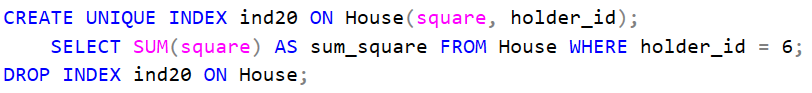 CREATE UNIQUE INDEX ind20 ON House(square, holder_id);
SELECT SUM(square) AS sum_square FROM House WHERE holder_id = 6;
DROP INDEX ind20 ON House;